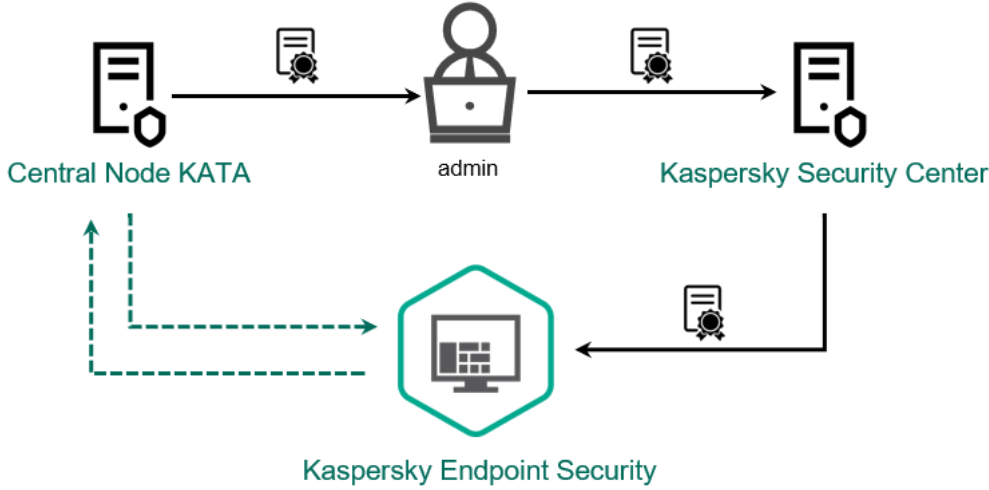 Central Node KATA
admin
Kaspersky Security Center
Kaspersky Endpoint Security